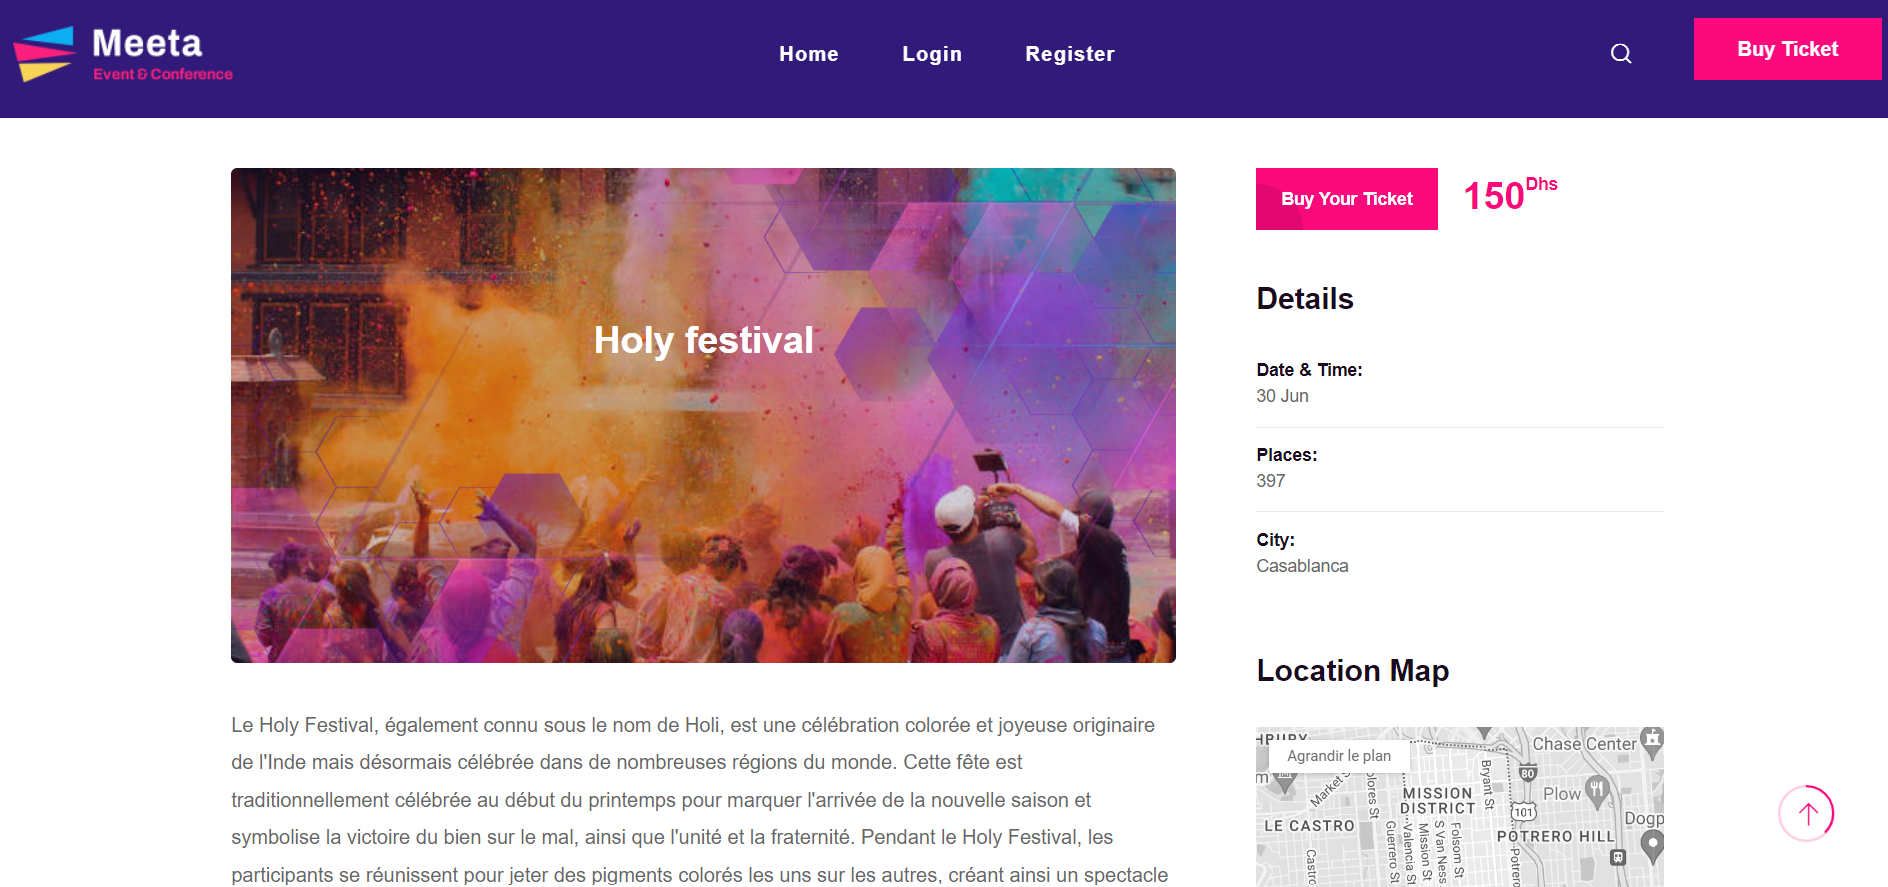 Meeta
Event & Conference
Home
Login
Register
Buy Ticket
Holy festival
Le Holy Festival, également connu sous le nom de Holi, est une célébration colorée et joyeuse originaire
de l'Inde mais désormais célébrée dans de nombreuses régions du monde. Cette fête est
traditionnellement célébrée au début du printemps pour marquer l'arrivée de la nouvelle saison et
symbolise la victoire du bien sur le mal, ainsi que l'unité et la fraternité. Pendant le Holy Festival, les
participants se réunissent pour jeter des pigments colorés les uns sur les autres, créant ainsi un spectacle
Buy Your Ticket
150Dhs
Details
Date & Time:
30 Jun
Places:
397
City:
Casablanca
Location Map
Agrandir le plan
Chase Center
Market S
olores S
Bryant St
80
MISSION
DISTRICT
Plow
101
LE CASTRO
POTRERO HILL
Dogp
Castro
Guerrero St
Valencia St
Mission St
S Van Ness
Folsom St
Potrero